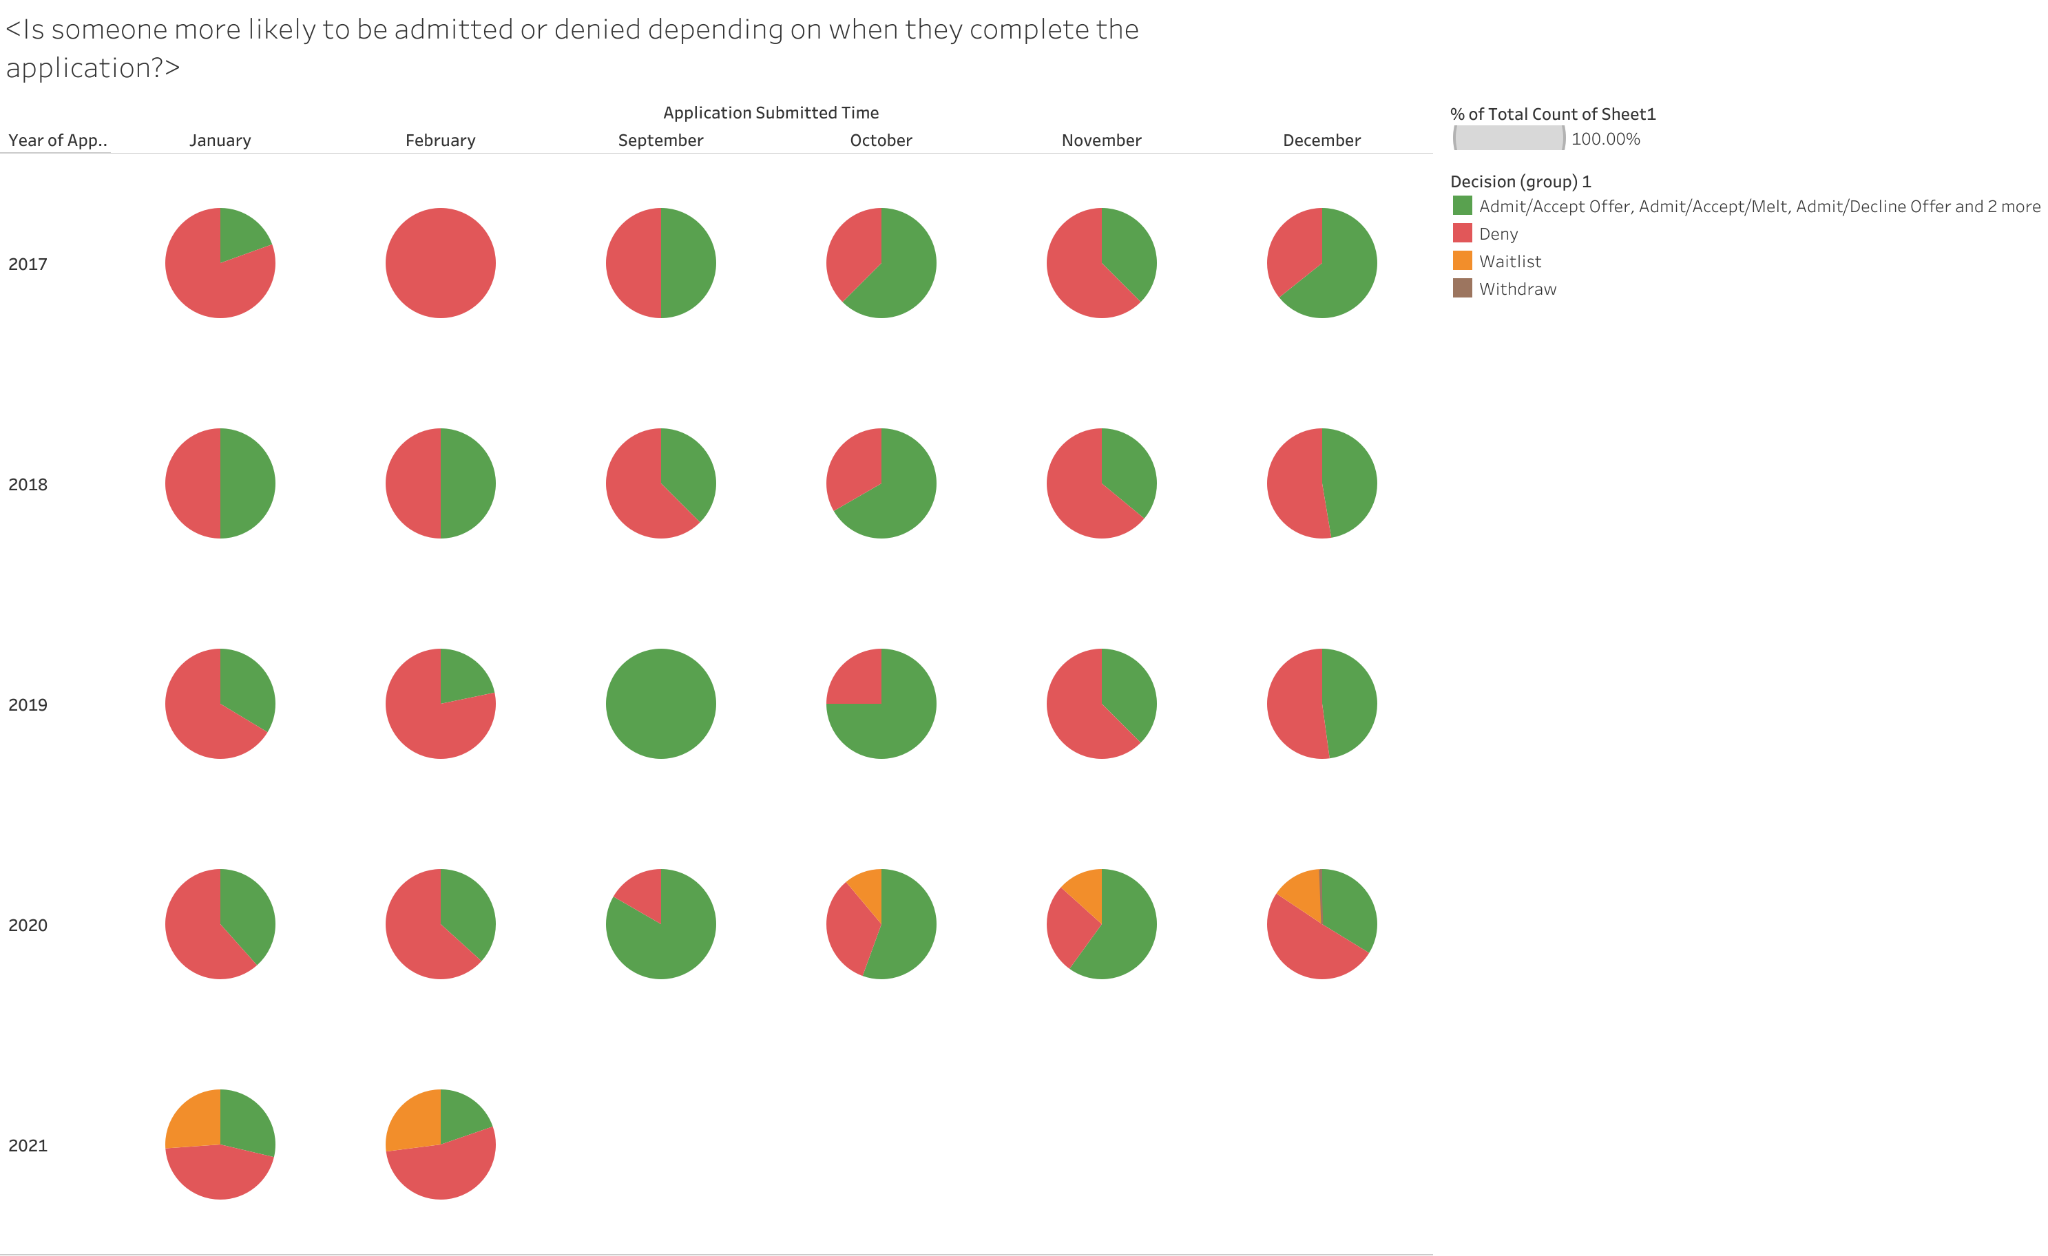 <Is someone more likely to be admitted or denied depending on when they complete the
application?>
Application Submitted Time
Year of App.. January February September October November December
2017
2018
2019
2020
2021
% of Total Count of Sheet1
100.00%
Decision (group) 1
Admit/Accept Offer, Admit/Accept/Melt, Admit/Decline Offer and 2 more
Deny
Waitlist
Withdraw